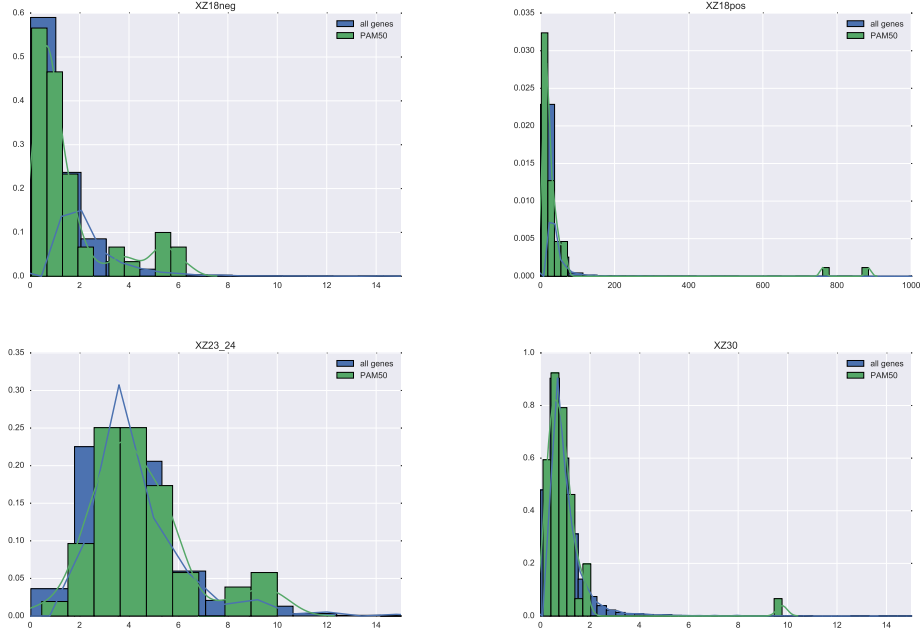 XZ18neg
0.6
0.5
0.4
0.3
0.2
0.1
0.0
0 2 4 6 8 10 12 14
all genes
PAM50
XZ18pos
0.035
0.030
0.025
0.020
0.015
0.010
0.005
0.000
0 200 400 600 800 1000
all genes
PAM50
XZ23_24
0.35
0.30
0.25
0.20
0.15
0.10
0.05
0.00
0 2 4 6 8 10 12 14
all genes
PAM50
XZ30
1.0
0.8
0.6
0.4
0.2
0.0
0 2 4 6 8 10 12 14
all genes
PAM50